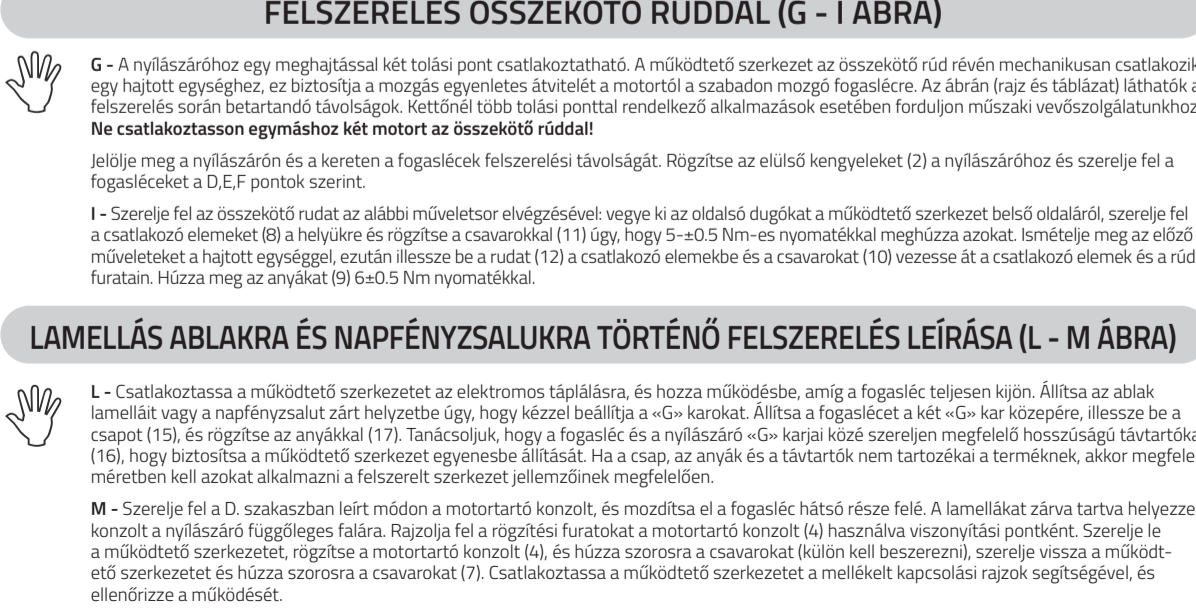 FELSZERELÉS ÖSSZEKÖTŐ RÚDDAL (G - I ÁBRA)
G - A nyílászáróhoz egy meghajtással két tolási pont csatlakoztatható. A működtető szerkezet az összekötő rúd révén mechanikusan csatlakozik
egy hajtott egységhez, ez biztosítja a mozgás egyenletes átvitelét a motortól a szabadon mozgó fogaslécre. Az ábrán (rajz és táblázat) láthatók a
felszerelés során betartandó távolságok. Kettőnél több tolási ponttal rendelkező alkalmazások esetében forduljon műszaki vevőszolgálatunkhoz
Ne csatlakoztasson egymáshoz két motort az összekötő rúddal!
Jelölje meg a nyílászárón és a kereten a fogaslécek felszerelési távolságát. Rögzítse az elülső kengyeleket (2) a nyílászáróhoz és szerelje fel a
fogasléceket a D,E,F pontok szerint.
I - Szerelje fel az összekötő rudat az alábbi műveletsor elvégzésével: vegye ki az oldalsó dugókat a működtető szerkezet belső oldaláról, szerelje fel
a csatlakozó elemeket (8) a helyükre és rögzítse a csavarokkal (11) úgy, hogy 5-±0.5 Nm-es nyomatékkal meghúzza azokat. Ismételje meg az előző
műveleteket a hajtott egységgel, ezután illessze be a rudat (12) a csatlakozó elemekbe és a csavarokat (10) vezesse át a csatlakozó elemek és a rúd
furatain. Húzza meg az anyákat (9) 6±0.5 Nm nyomatékkal.
LAMELLÁS ABLAKRA ÉS NAPFÉNYZSALUKRA TÖRTÉNŐ FELSZERELÉS LEÍRÁSA (L - M ÁBRA)
L - Csatlakoztassa a működtető szerkezetet az elektromos táplálásra, és hozza működésbe, amíg a fogasléc teljesen kijön. Állítsa az ablak
lamelláit vagy a napfényzsalut zárt helyzetbe úgy, hogy kézzel beállítja a «G» karokat. Állítsa a fogaslécet a két «G» kar közepére, illessze be a
csapot (15), és rögzítse az anyákkal (17). Tanácsoljuk, hogy a fogasléc és a nyílászáró «G» karjai közé szereljen megfelelő hosszúságú távtartóka
(16), hogy biztosítsa a működtető szerkezet egyenesbe állítását. Ha a csap, az anyák és a távtartók nem tartozékai a terméknek, akkor megfele
méretben kell azokat alkalmazni a felszerelt szerkezet jellemzőinek megfelelően.
M - Szerelje fel a D. szakaszban leírt módon a motortartó konzolt, és mozdítsa el a fogasléc hátsó része felé. A lamellákat zárva tartva helyezze
konzolt a nyílászáró függőleges falára. Rajzolja fel a rögzítési furatokat a motortartó konzolt (4) használva viszonyítási pontként. Szerelje le
a működtető szerkezetet, rögzítse a motortartó konzolt (4), és húzza szorosra a csavarokat (külön kell beszerezni), szerelje vissza a működt-
ető szerkezetet és húzza szorosra a csavarokat (7). Csatlakoztassa a működtető szerkezetet a mellékelt kapcsolási rajzok segítségével, és
ellenőrizze a működését.